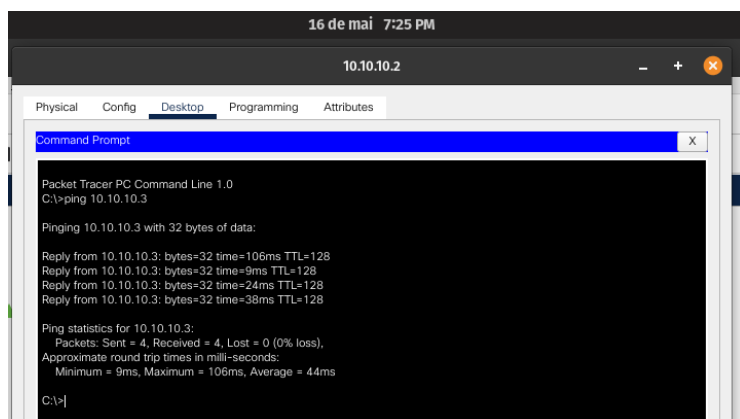 16 de mai 7:25 PM
10.10.10.2
Physical Config Desktop Programming Attributes
Command Prompt
X
Packet Tracer PC Command Line 1.0
C:\>ping 10.10.10.3
Pinging 10.10.10.3 with 32 bytes of data:
Reply from 10.10.10.3: bytes=32 time=106ms TTL=128
Reply from 10.10.10.3: bytes=32 time=9ms TTL=128
Reply from 10.10.10.3: bytes=32 time=24ms TTL=128
Reply from 10.10.10.3: bytes=32 time=38ms TTL=128
Ping statistics for 10.10.10.3:
Packets: Sent = 4, Received = 4, Lost = 0 (0% loss),
Approximate round trip times in milli-seconds:
Minimum = 9ms, Maximum = 106ms, Average = 44ms
C:\>